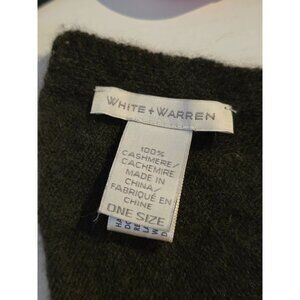 WHITE + WARREN
100%
CASHMERE/
CACHEMIRE
MADE IN
CHINA/
FABRIQUÉ EN
CHINE
ONE SIZE